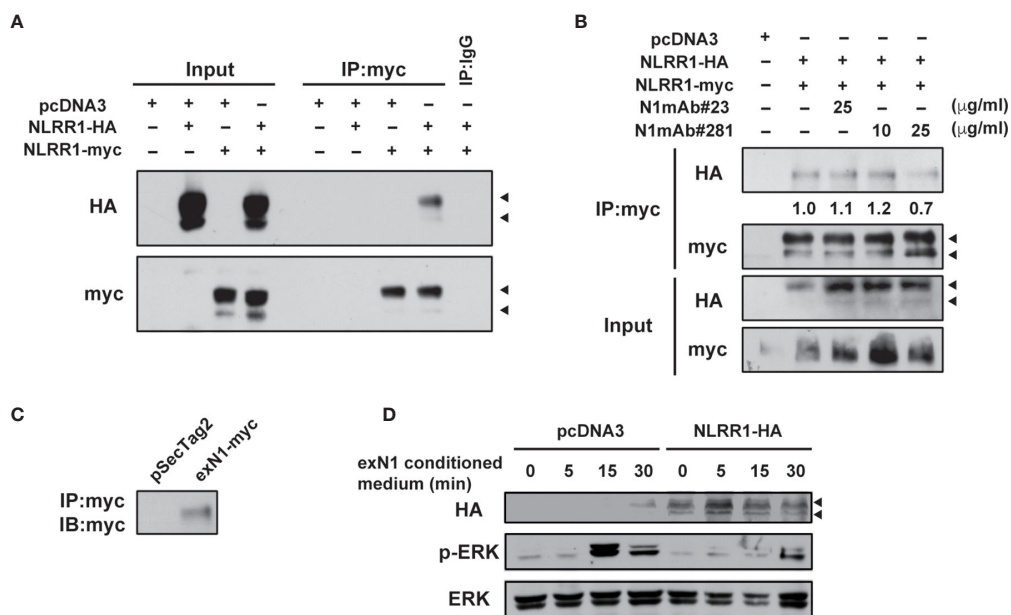 A
Input IP:myc IP:IgG
pcDNA3 + + + – + + + – –
NLRR1-HA – + – + – + – + +
NLRR1-myc – – + + – – + + +
HA
myc
B
pcDNA3 + – – – –
NLRR1-HA – + + + +
NLRR1-myc – + + + +
N1mAb#23 – – 25 – – (μg/ml)
N1mAb#281 – – – 10 25 (μg/ml)
IP:myc
HA
1.0 1.1 1.2 0.7
myc
Input
HA
myc
C
pSecTag2 exN1-myc
IP:myc
IB:myc
D
pcDNA3 NLRR1-HA
exN1 conditioned
medium (min) 0 5 15 30 0 5 15 30
HA
p-ERK
ERK